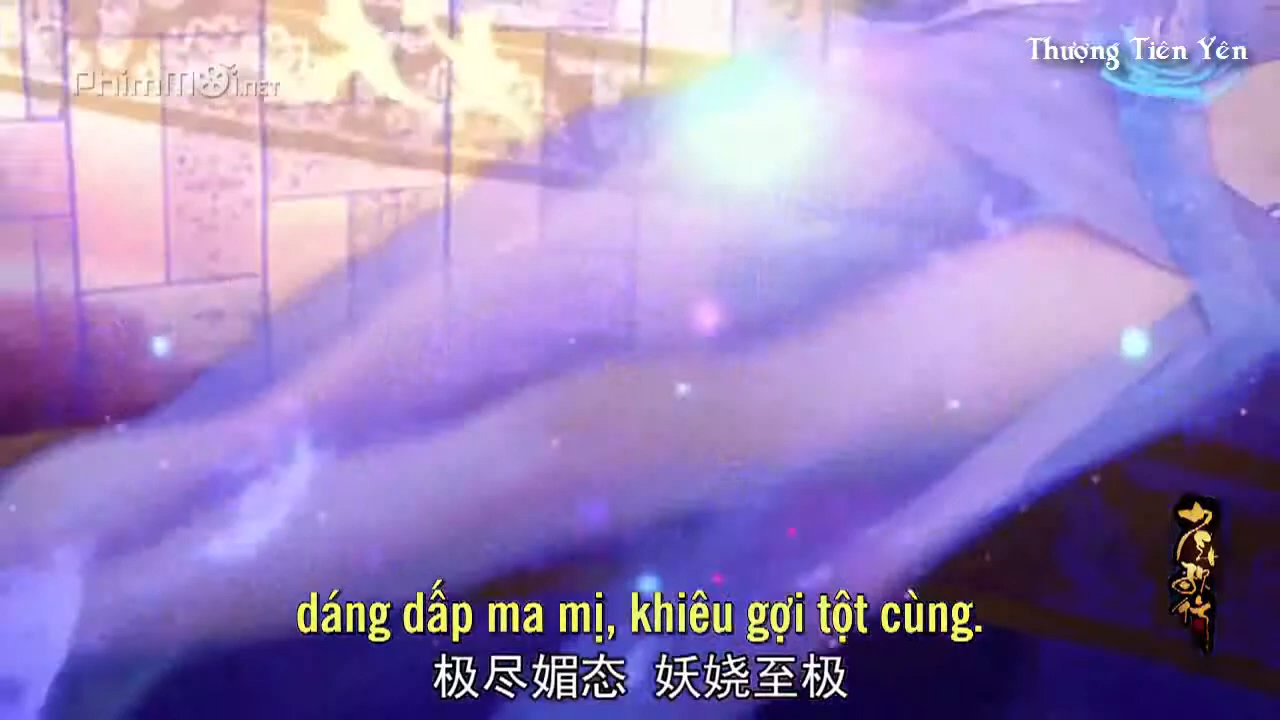 Thượng Tiên Yên
PhimMới.NET
dáng dấp ma mị, khiêu gợi tột cùng.
极尽媚态 妖娆至极